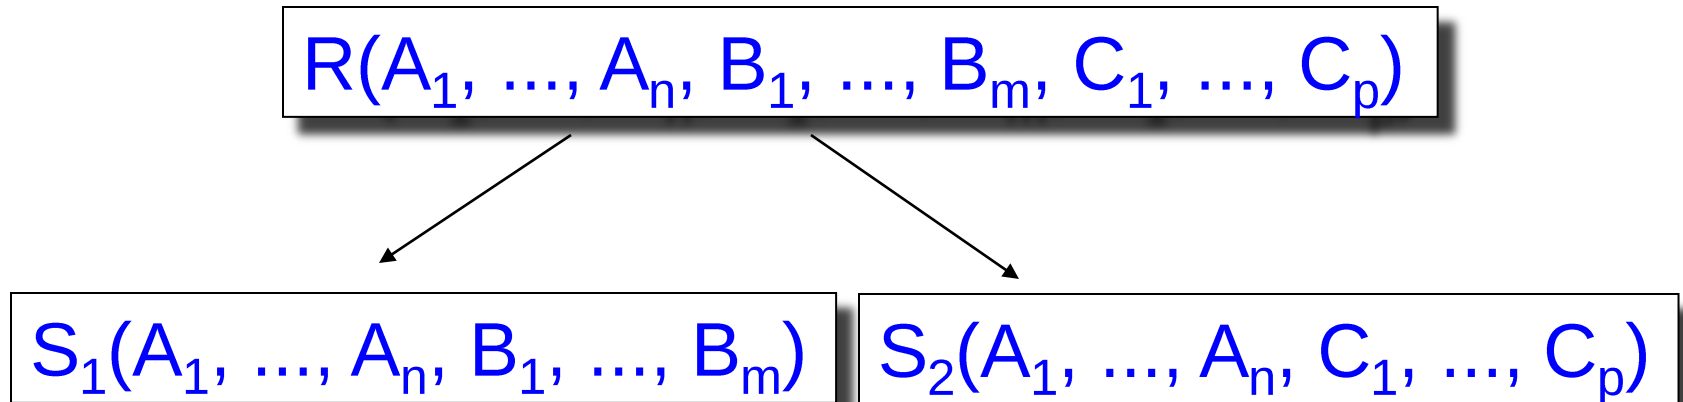 R(A₁, ..., Aₙ, B₁, ..., Bₘ, C₁, ..., Cₚ)
S₁(A₁, ..., Aₙ, B₁, ..., Bₘ)
S₂(A₁, ..., Aₙ, C₁, ..., Cₚ)